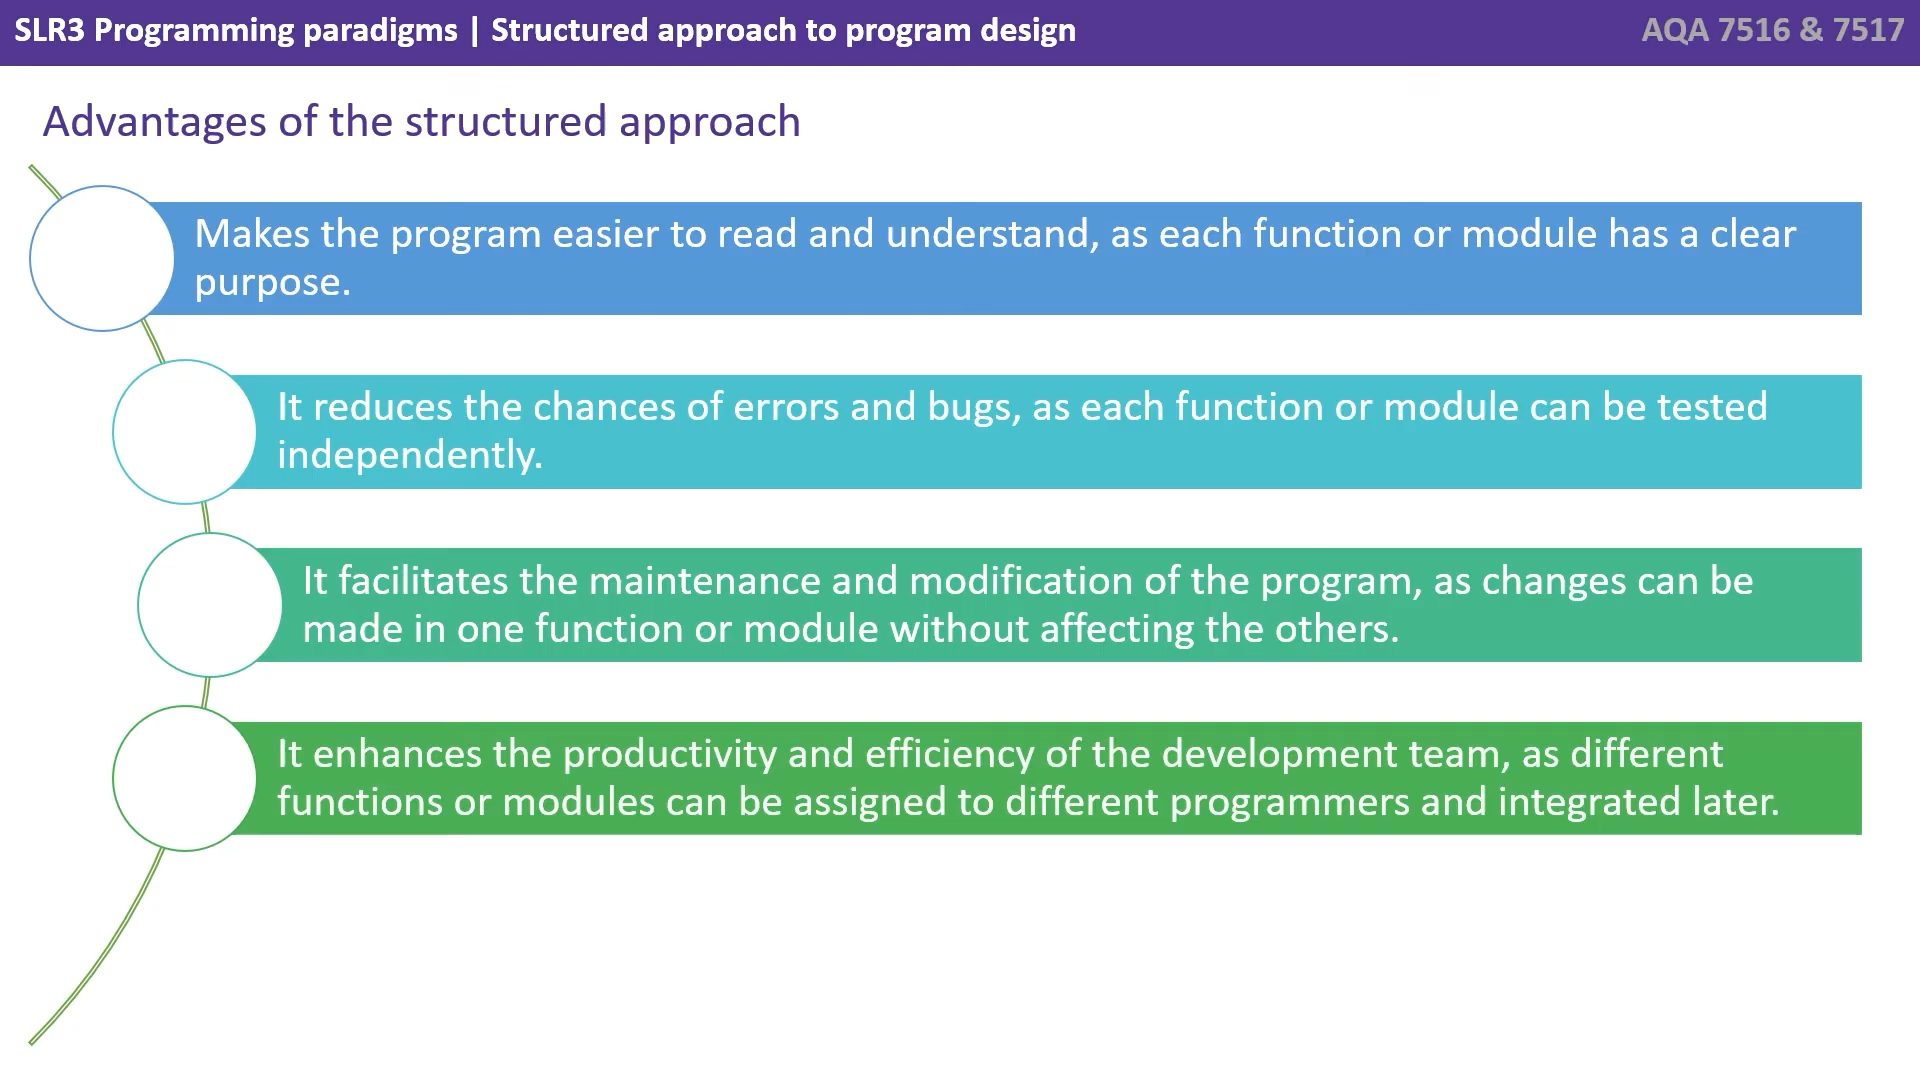 SLR3 Programming paradigms | Structured approach to program design
AQA 7516 & 7517
Advantages of the structured approach
Makes the program easier to read and understand, as each function or module has a clear
purpose.
It reduces the chances of errors and bugs, as each function or module can be tested
independently.
It facilitates the maintenance and modification of the program, as changes can be
made in one function or module without affecting the others.
It enhances the productivity and efficiency of the development team, as different
functions or modules can be assigned to different programmers and integrated later.